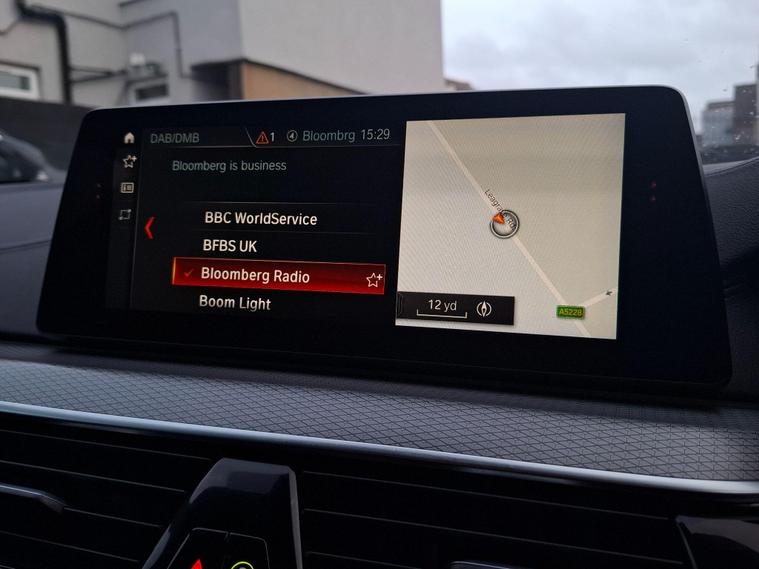 DAB/DMB
1
Bloombrg
15:29
Bloomberg is business
BBC WorldService
BFBS UK
Bloomberg Radio
Boom Light
12 yd
A5228